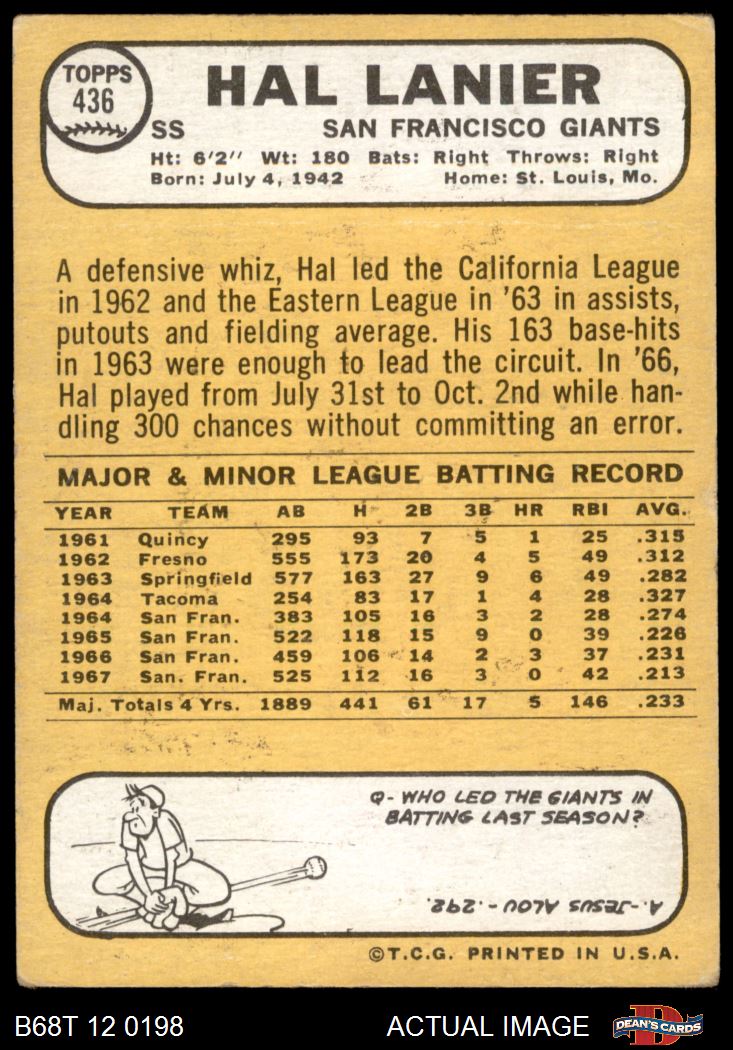 TOPPS
436
HAL LANIER
SS SAN FRANCISCO GIANTS
Ht: 6'2" Wt: 180 Bats: Right Throws: Right
Born: July 4, 1942 Home: St. Louis, Mo.
A defensive whiz, Hal led the California League
in 1962 and the Eastern League in '63 in assists,
putouts and fielding average. His 163 base-hits
in 1963 were enough to lead the circuit. In '66,
Hal played from July 31st to Oct. 2nd while han-
dling 300 chances without committing an error.
MAJOR & MINOR LEAGUE BATTING RECORD
YEAR TEAM AB H 2B 3B HR RBI AVG.
1961 Quincy 295 93 7 5 1 25 .315
1962 Fresno 555 173 20 4 5 49 .312
1963 Springfield 577 163 27 9 6 49 .282
1964 Tacoma 254 83 17 1 4 28 .327
1964 San Fran. 383 105 16 3 2 28 .274
1965 San Fran. 522 118 15 9 0 39 .226
1966 San Fran. 459 106 14 2 3 37 .231
1967 San. Fran. 525 112 16 3 0 42 .213
Maj. Totals 4 Yrs. 1889 441 61 17 5 146 .233
Q- WHO LED THE GIANTS IN
BATTING LAST SEASON?
A.-JESUS ALOU-.292.
©T.C.G. PRINTED IN U.S.A.
B68T 12 0198 ACTUAL IMAGE D DEAN'S CARDS